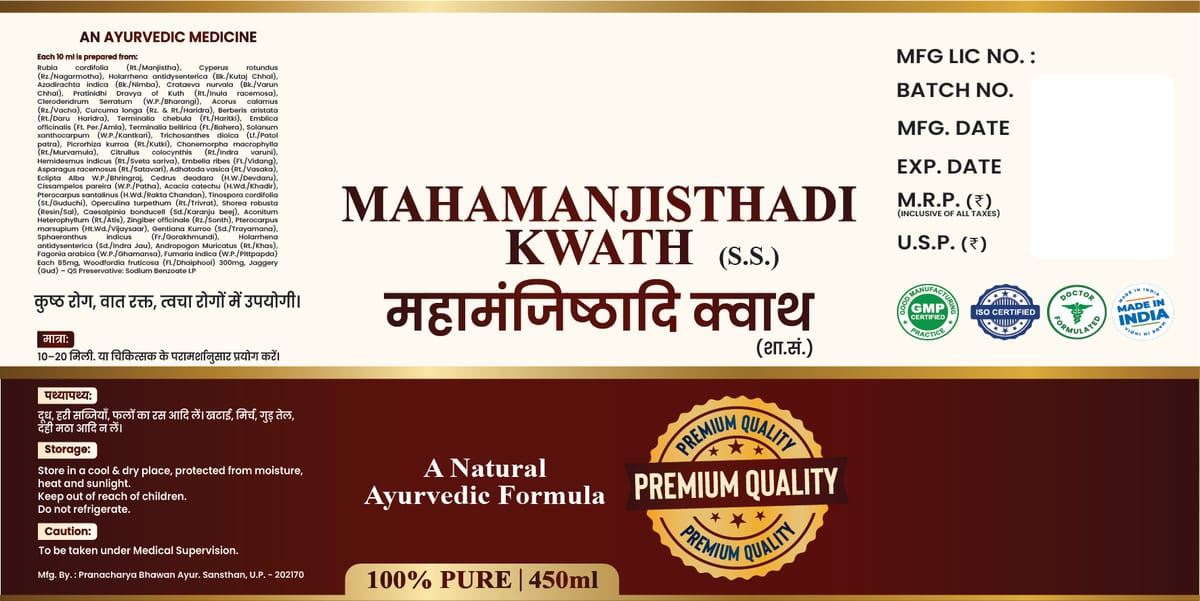 AN AYURVEDIC MEDICINE
Each 10 ml is prepared from:
Rubia cordifolia (Rt./Manjistha), Cyperus rotundus
(Rz./Nagarmotha), Holarrhena antidysenterica (Bk./Kutaj Chhal),
Azadirachta indica (Bk./Nimba), Crataeva nurvala (Bk./Varun
Chhal), Pratinidhi Dravya of Kuth (Rt./Inula racemosa),
Clerodendrum Serratum (W.P./Bharangi), Acorus calamus
(Rz./Vacha), Curcuma longa (Rz. & Rt./Haridra), Berberis aristata
(Rt./Daru Haridra), Terminalia chebula (Ft./Haritki), Emblica
officinalis (Ft. Per./Amla), Terminalia bellirica (Ft./Bahera), Solanum
xanthocarpum (W.P./Kantkari), Trichosanthes dioica (Lf./Patol
patra), Picrorhiza kurroa (Rt./Kutki), Chonemorpha macrophylla
(Rt./Murvamula), Citrullus colocynthis (Rt./Indra varuni),
Hemidesmus indicus (Rt./Sveta sariva), Embelia ribes (Ft./Vidang),
Asparagus racemosus (Rt./Satavari), Adhatoda vasica (Rt./Vasaka),
Eclipta Alba W.P./Bhringraj, Cedrus deodara (H.W./Devdaru),
Cissampelos pareira (W.P./Patha), Acacia catechu (H.Wd./Khadir),
Pterocarpus santalinus (H.Wd./Rakta Chandan), Tinospora cordifolia
(St./Guduchi), Operculina turpethum (Rt./Trivrat), Shorea robusta
(Resin/Sal), Caesalpinia bonducell (Sd./Karanju beej), Aconitum
Heterophyllum (Rt./Atis), Zingiber officinale (Rz./Sonth), Pterocarpus
marsupium (Ht.Wd./Vijaysaar), Gentiana Kurroo (Sd./Trayamana),
Sphaeranthus indicus (Fr./Gorakhmundi), Holarrhena
antidysenterica (Sd./Indra Jau), Andropogon Muricatus (Rt./Khas),
Fagonia arabica (W.P./Ghamansa), Fumaria indica (W.P./Pittpapda)
Each 85mg, Woodfordia fruticosa (Fl./Dhaiphool) 300mg, Jaggery
(Gud) – QS Preservative: Sodium Benzoate I.P
कुष्ठ रोग, वात रक्त, त्वचा रोगों में उपयोगी।
मात्रा:
10–20 मिली. या चिकित्सक के परामर्शानुसार प्रयोग करें।
पथ्यापथ्य:
दूध, हरी सब्जियाँ, फलों का रस आदि लें। खटाई, मिर्च, गुड़ तेल,
दही मठा आदि न लें।
Storage:
Store in a cool & dry place, protected from moisture,
heat and sunlight.
Keep out of reach of children.
Do not refrigerate.
Caution:
To be taken under Medical Supervision.
Mfg. By. : Pranacharya Bhawan Ayur. Sansthan, U.P. - 202170
MAHAMANJISTHADI
KWATH (S.S.)
महामंजिष्ठादि क्वाथ
(शा.सं.)
A Natural
Ayurvedic Formula
100% PURE | 450ml
PREMIUM QUALITY
PREMIUM QUALITY
PREMIUM QUALITY
MFG LIC NO. :
BATCH NO.
MFG. DATE
EXP. DATE
M.R.P. (₹)
(INCLUSIVE OF ALL TAXES)
U.S.P. (₹)
GOOD MANUFACTURING
GMP
CERTIFIED
PRACTICE
ISO CERTIFIED
DOCTOR
FORMULATED
MADE IN INDIA
MADE IN
INDIA
MADE IN INDIA